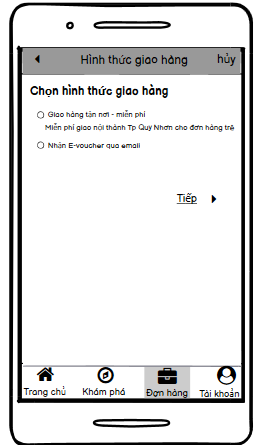 Hình thức giao hàng
hủy
Chọn hình thức giao hàng
Giao hàng tận nơi - miễn phí
Miễn phí giao nội thành Tp Quy Nhơn cho đơn hàng trê
Nhận E-voucher qua email
Tiếp
Trang chủ
Khám phá
Đơn hàng
Tài khoản